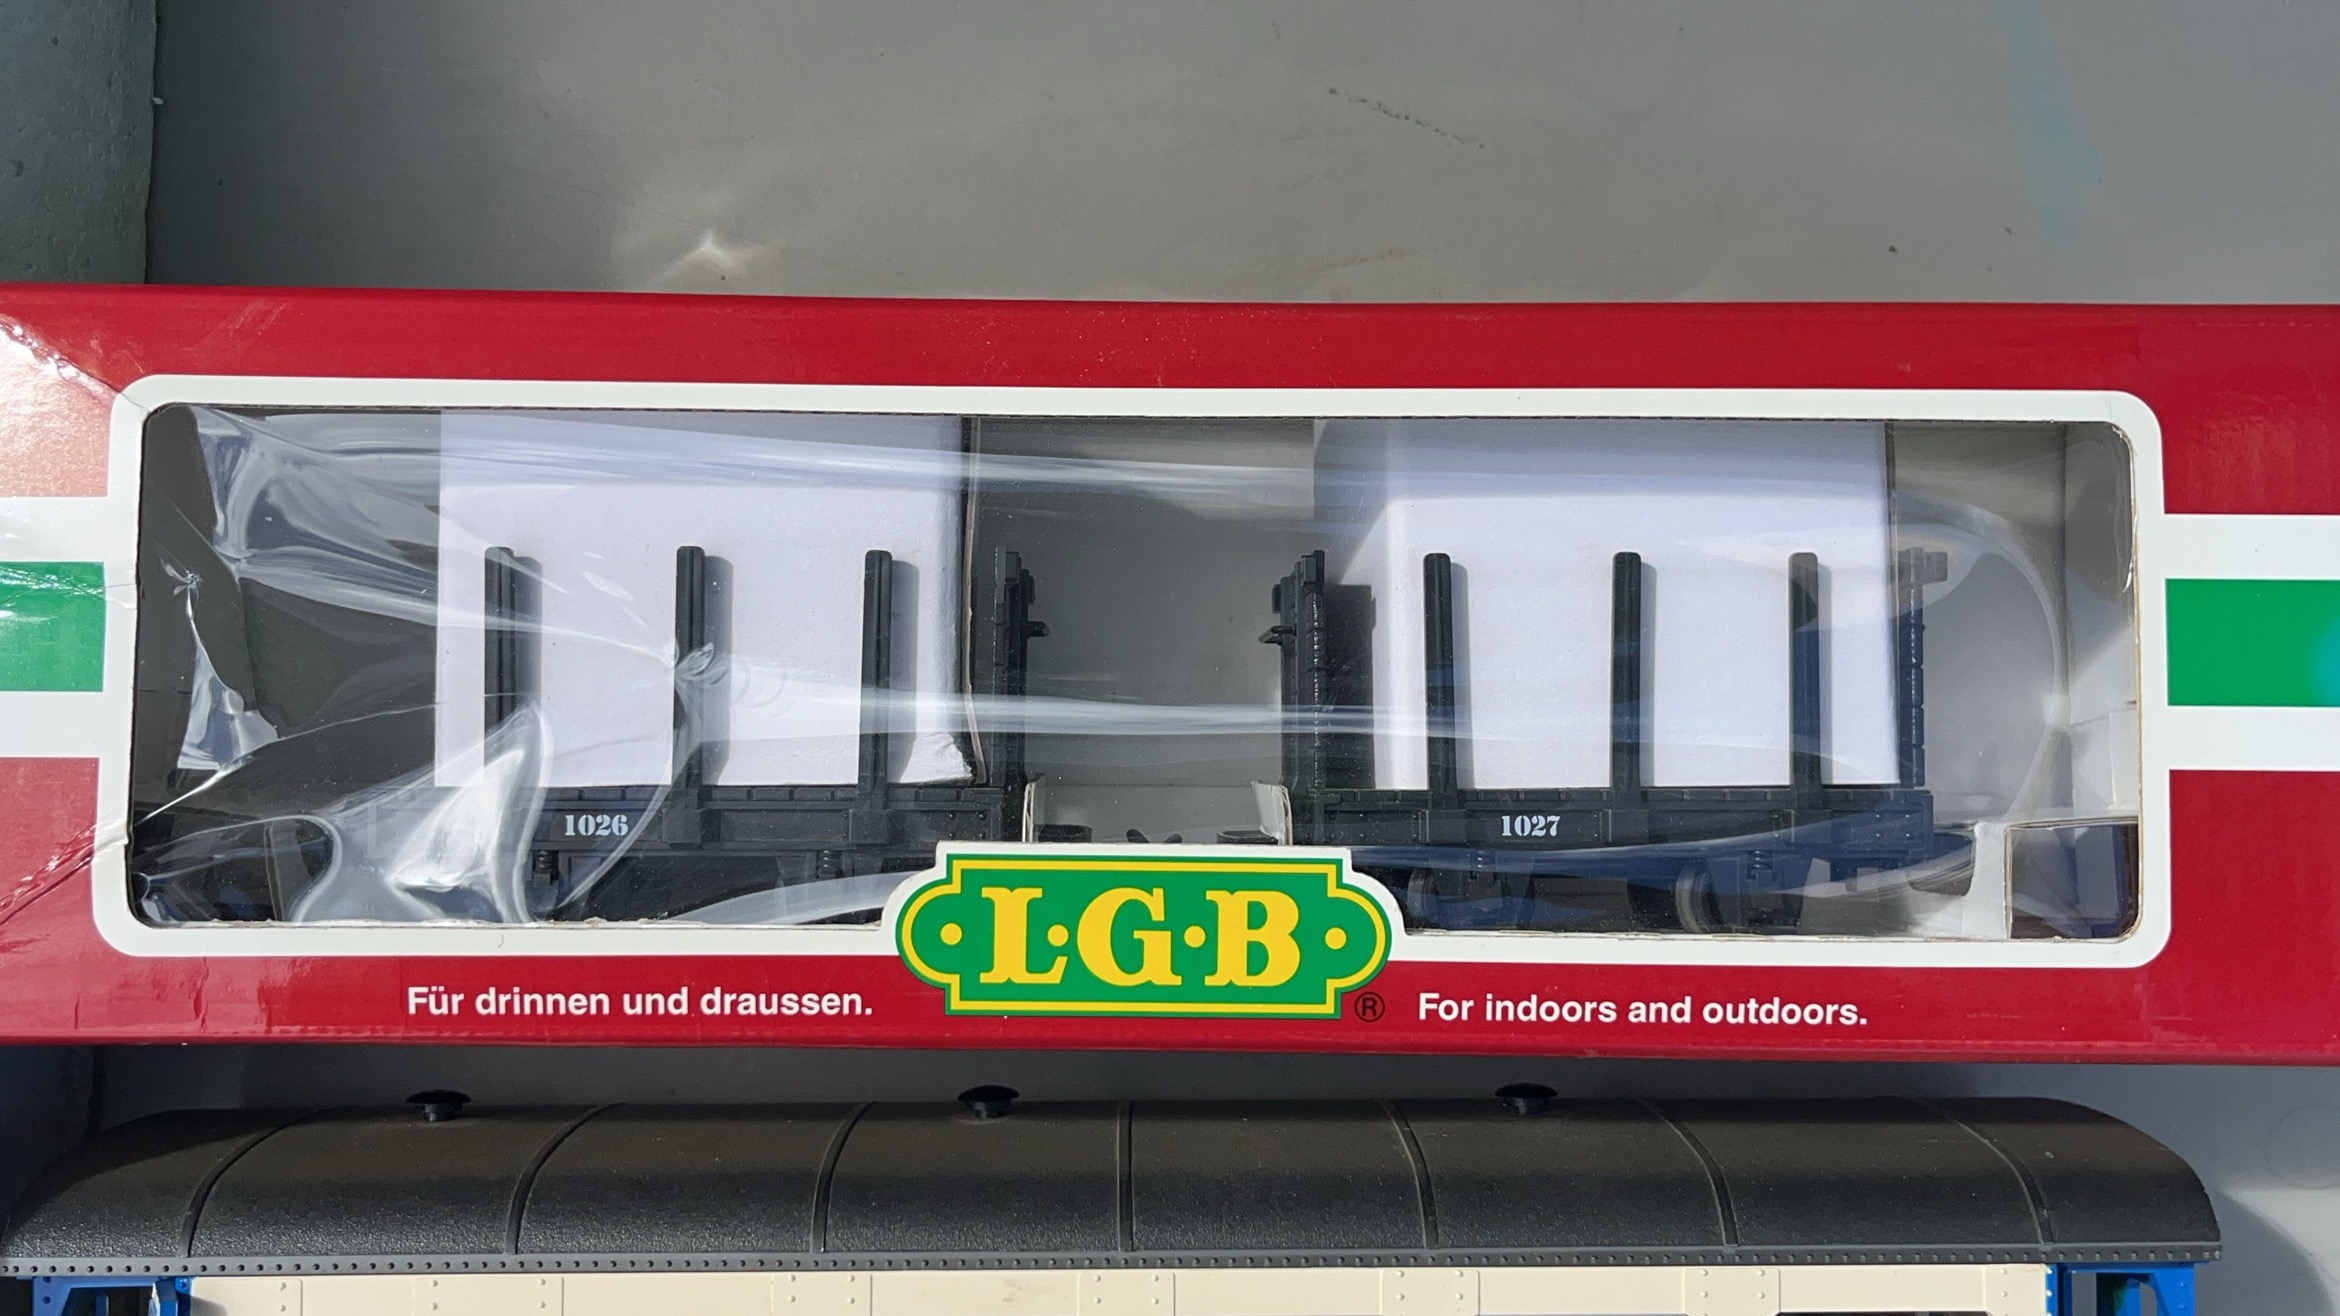 1026
1027
L·G·B
®
Für drinnen und draussen.
For indoors and outdoors.